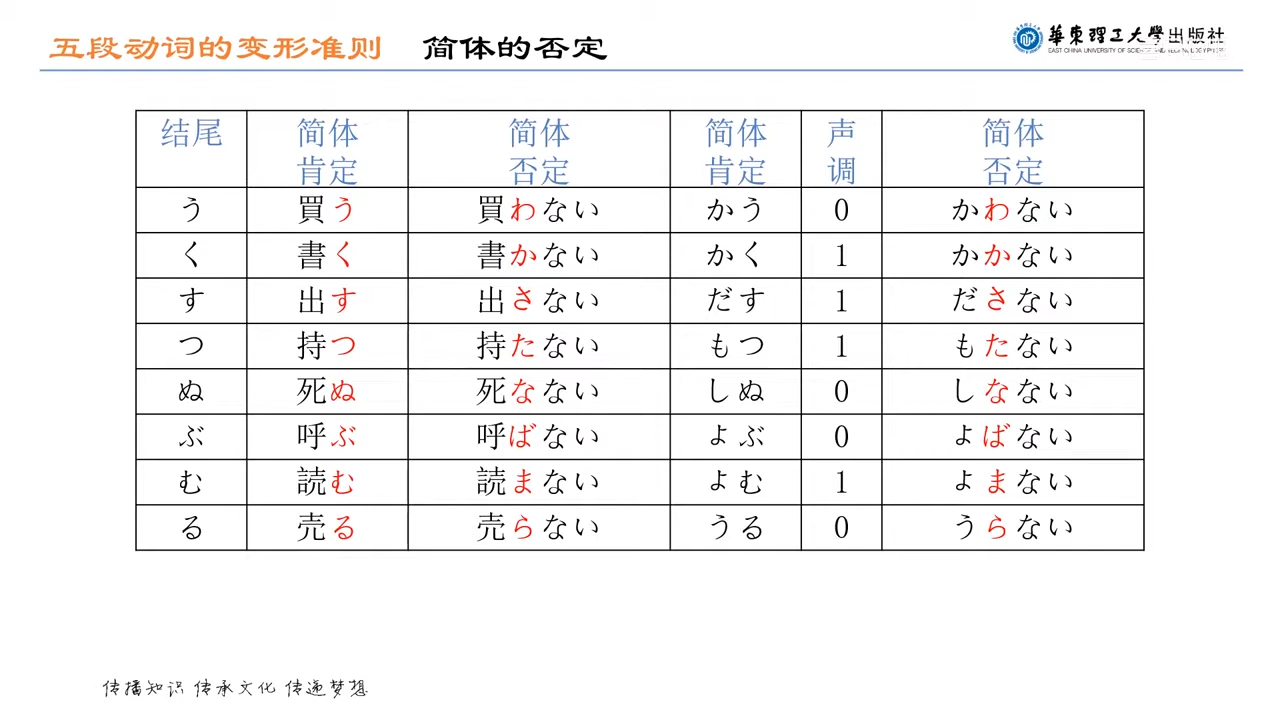 五段动词的变形准则 简体的否定
華東理工大學出版社
EAST CHINA UNIVERSITY OF SCIENCE AND TECHNOLOGY PRESS
结尾 简体肯定 简体否定 简体肯定 声调 简体否定
う 買う 買わない かう 0 かわない
く 書く 書かない かく 1 かかない
す 出す 出さない だす 1 ださない
つ 持つ 持たない もつ 1 もたない
ぬ 死ぬ 死なない しぬ 0 しなない
ぶ 呼ぶ 呼ばない よぶ 0 よばない
む 読む 読まない よむ 1 よまない
る 売る 売らない うる 0 うらない
传播知识 传承文化 传递梦想